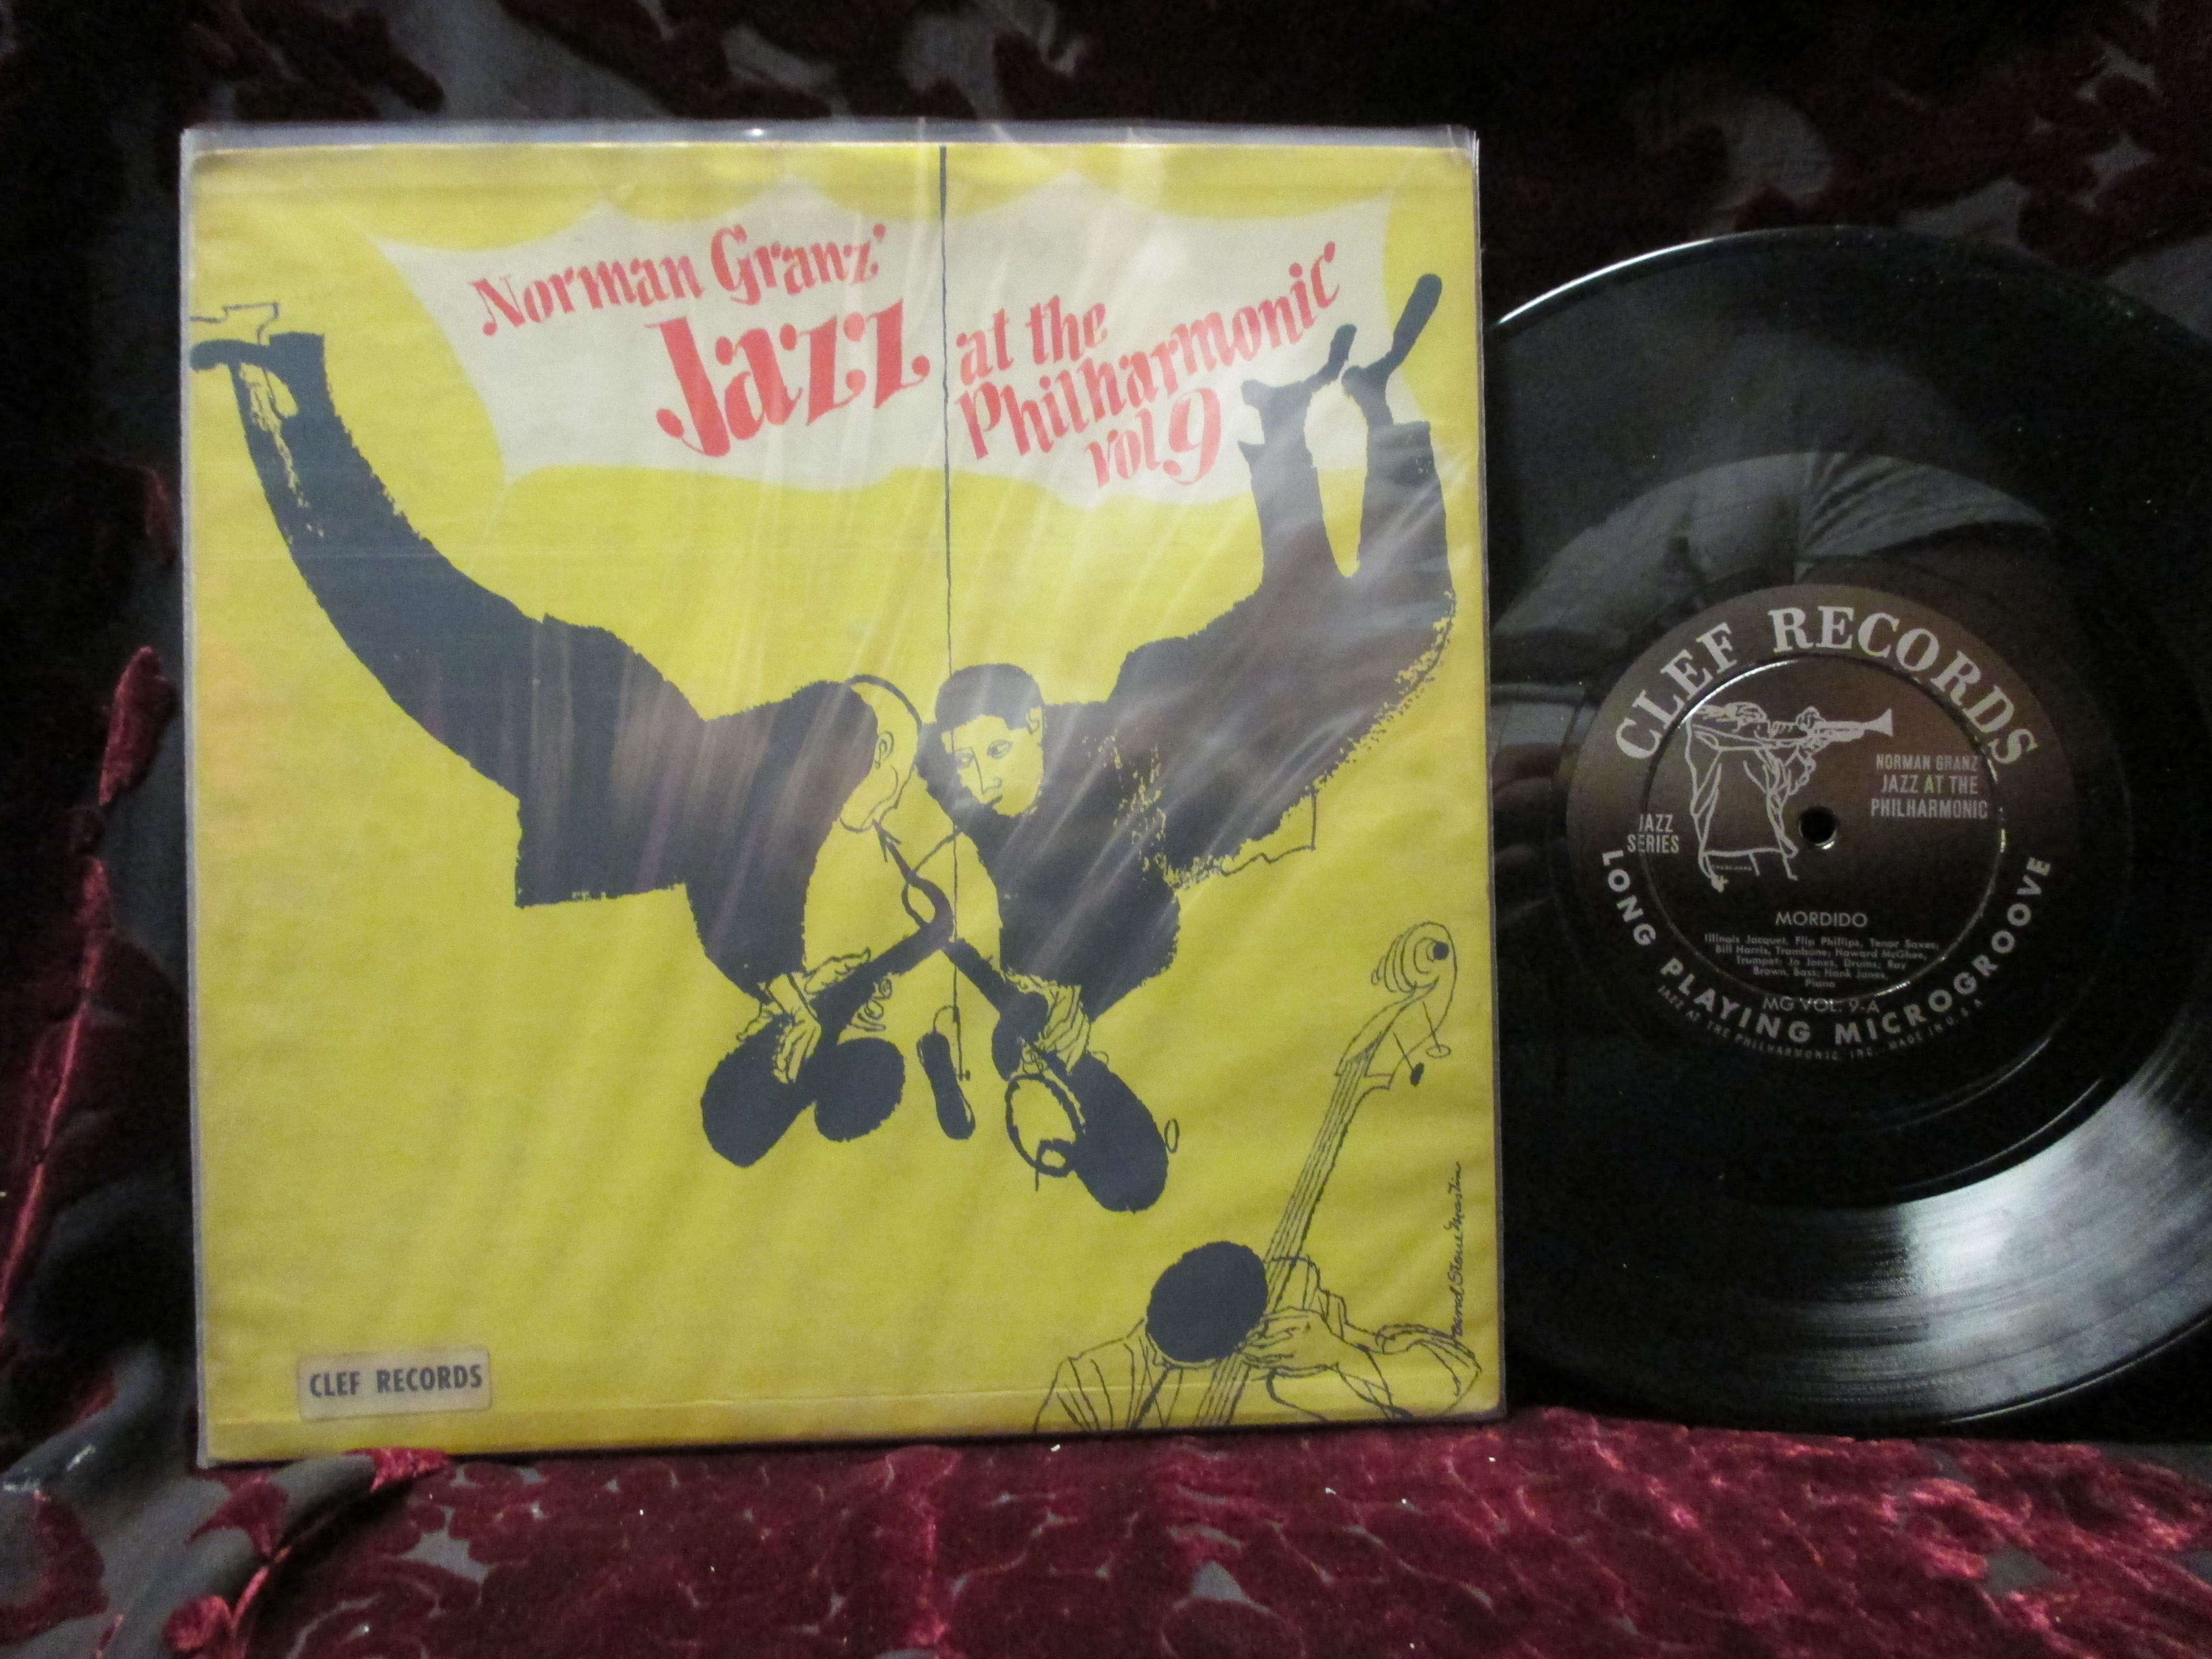 Norman Granz'
Jazz
at the
Philharmonic
vol 9
CLEF RECORDS
David Stone Martin
CLEF RECORDS
NORMAN GRANZ'
JAZZ AT THE
PHILHARMONIC
JAZZ
SERIES
MORDIDO
Illinois Jacquet, Flip Phillips, Tenor Saxes;
Bill Harris, Trombone; Howard McGhee,
Trumpet; Jo Jones, Drums; Ray
Brown, Bass; Hank Jones,
Piano
MG VOL. 9-A
LONG PLAYING MICROGROOVE
JAZZ AT THE PHILHARMONIC, INC. MADE IN U.S.A.